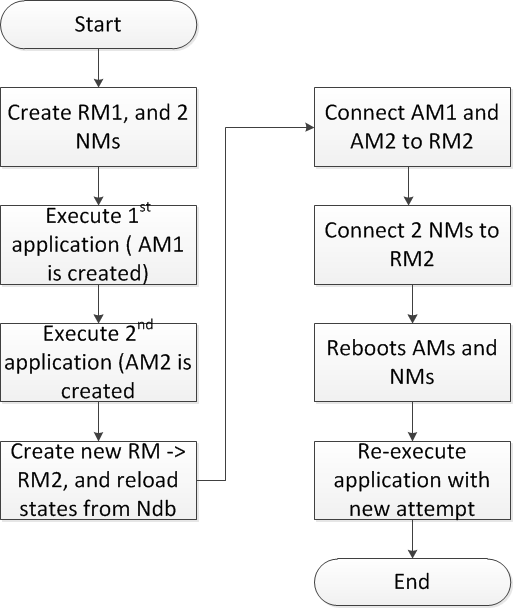 Start
Create RM1, and 2
NMs
Execute 1st
application ( AM1
is created)
Execute 2nd
application (AM2 is
created
Create new RM ->
RM2, and reload
states from Ndb
Connect AM1 and
AM2 to RM2
Connect 2 NMs to
RM2
Reboots AMs and
NMs
Re-execute
application with
new attempt
End